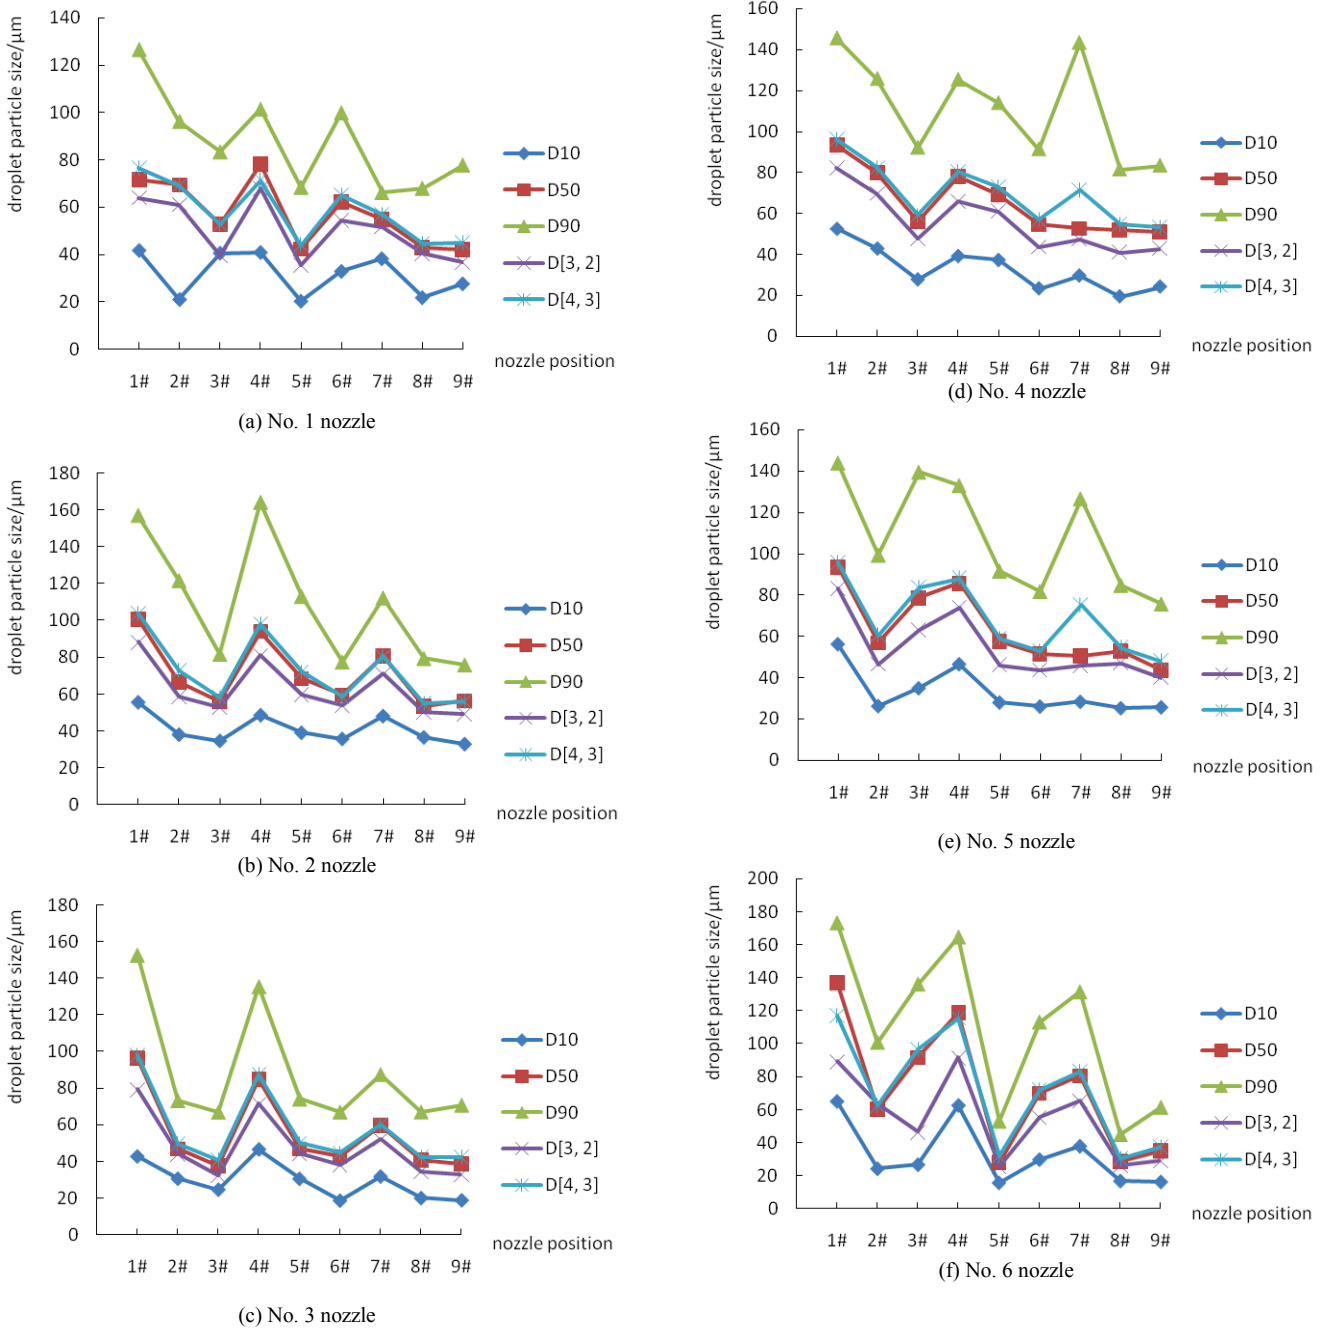 droplet particle size/μm
140
120
100
80
60
40
20
0
1# 2# 3# 4# 5# 6# 7# 8# 9#
nozzle position
D10
D50
D90
D[3, 2]
D[4, 3]
(a) No. 1 nozzle
droplet particle size/μm
180
160
140
120
100
80
60
40
20
0
1# 2# 3# 4# 5# 6# 7# 8# 9#
nozzle position
D10
D50
D90
D[3, 2]
D[4, 3]
(b) No. 2 nozzle
droplet particle size/μm
180
160
140
120
100
80
60
40
20
0
1# 2# 3# 4# 5# 6# 7# 8# 9#
nozzle position
D10
D50
D90
D[3, 2]
D[4, 3]
(c) No. 3 nozzle
droplet particle size/μm
160
140
120
100
80
60
40
20
0
1# 2# 3# 4# 5# 6# 7# 8# 9#
nozzle position
D10
D50
D90
D[3, 2]
D[4, 3]
(d) No. 4 nozzle
droplet particle size/μm
160
140
120
100
80
60
40
20
0
1# 2# 3# 4# 5# 6# 7# 8# 9#
nozzle position
D10
D50
D90
D[3, 2]
D[4, 3]
(e) No. 5 nozzle
droplet particle size/μm
200
180
160
140
120
100
80
60
40
20
0
1# 2# 3# 4# 5# 6# 7# 8# 9#
nozzle position
D10
D50
D90
D[3, 2]
D[4, 3]
(f) No. 6 nozzle